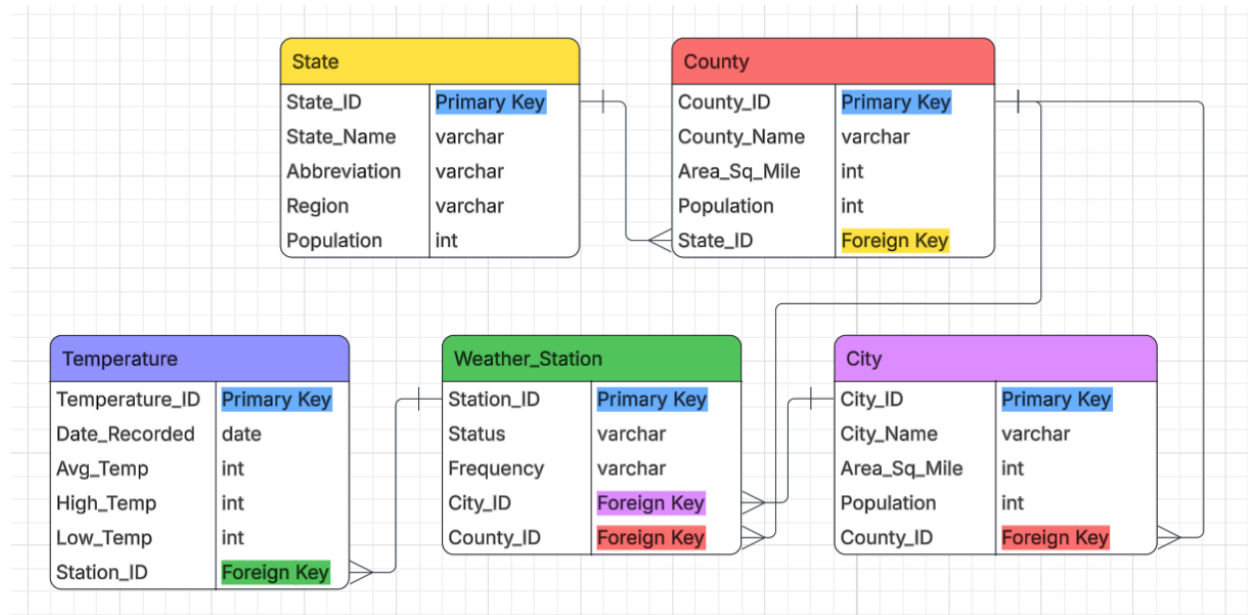 State
State_ID Primary Key
State_Name varchar
Abbreviation varchar
Region varchar
Population int
County
County_ID Primary Key
County_Name varchar
Area_Sq_Mile int
Population int
State_ID Foreign Key
Temperature
Temperature_ID Primary Key
Date_Recorded date
Avg_Temp int
High_Temp int
Low_Temp int
Station_ID Foreign Key
Weather_Station
Station_ID Primary Key
Status varchar
Frequency varchar
City_ID Foreign Key
County_ID Foreign Key
City
City_ID Primary Key
City_Name varchar
Area_Sq_Mile int
Population int
County_ID Foreign Key